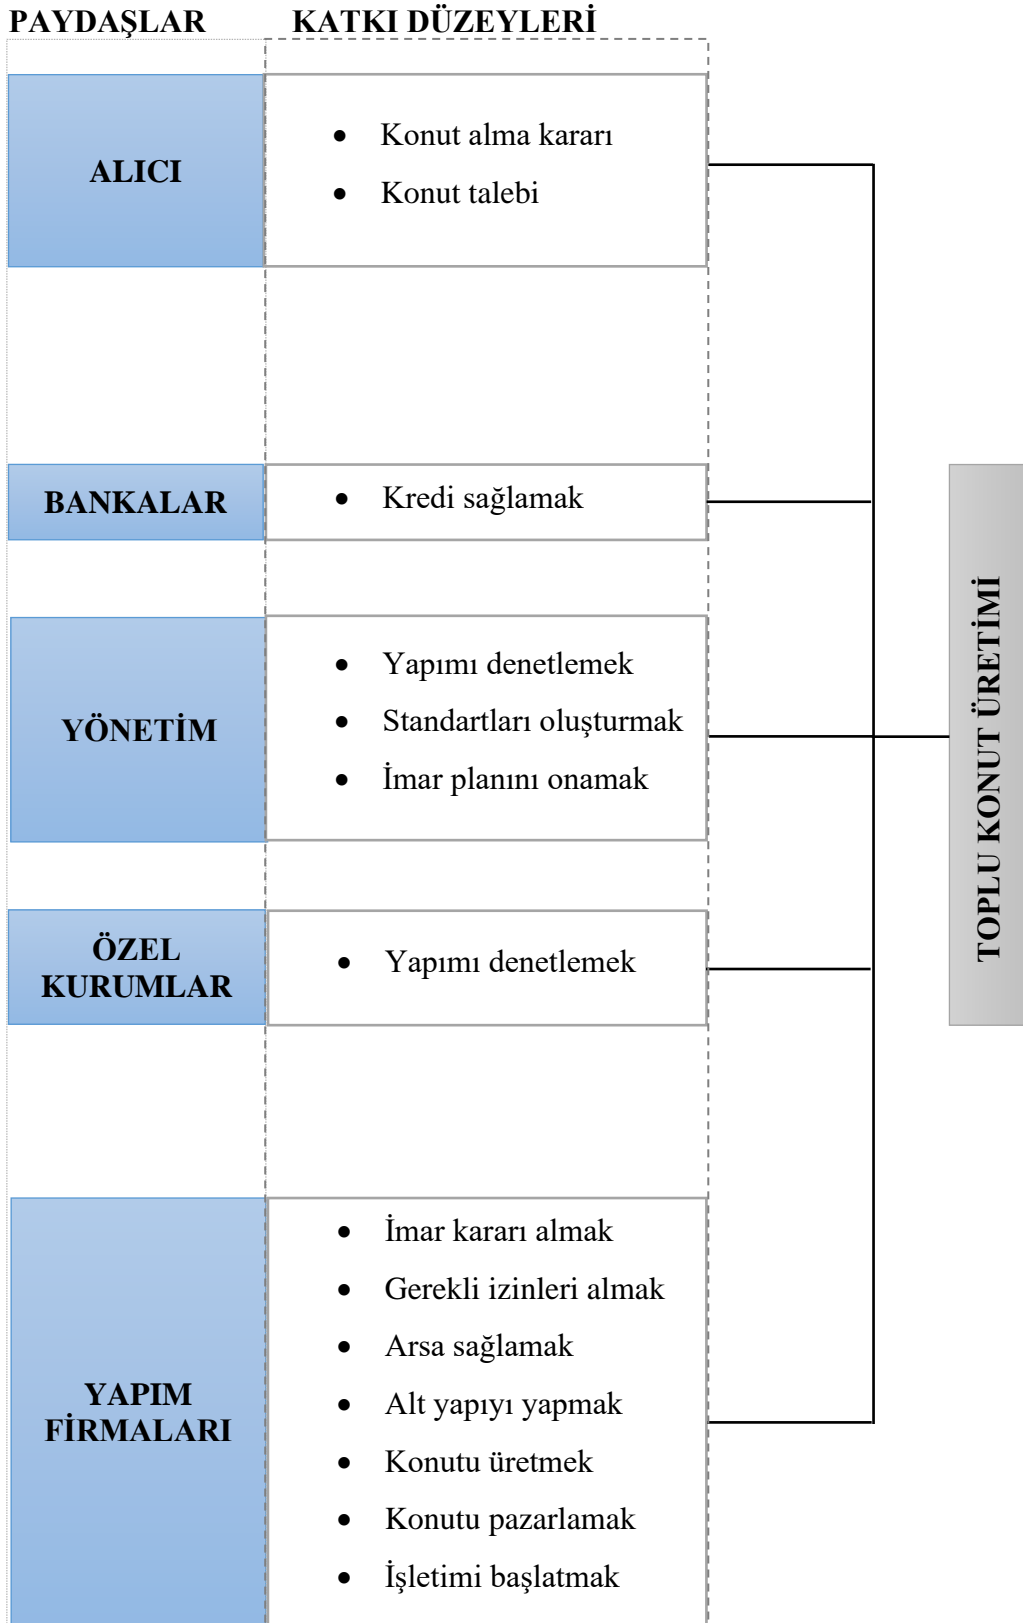 PAYDAŞLAR KATKI DÜZEYLERİ
ALICI
• Konut alma kararı
• Konut talebi
BANKALAR
• Kredi sağlamak
YÖNETİM
• Yapımı denetlemek
• Standartları oluşturmak
• İmar planını onamak
ÖZEL
KURUMLAR
• Yapımı denetlemek
YAPIM
FİRMALARI
• İmar kararı almak
• Gerekli izinleri almak
• Arsa sağlamak
• Alt yapıyı yapmak
• Konutu üretmek
• Konutu pazarlamak
• İşletimi başlatmak
TOPLU KONUT ÜRETİMİ